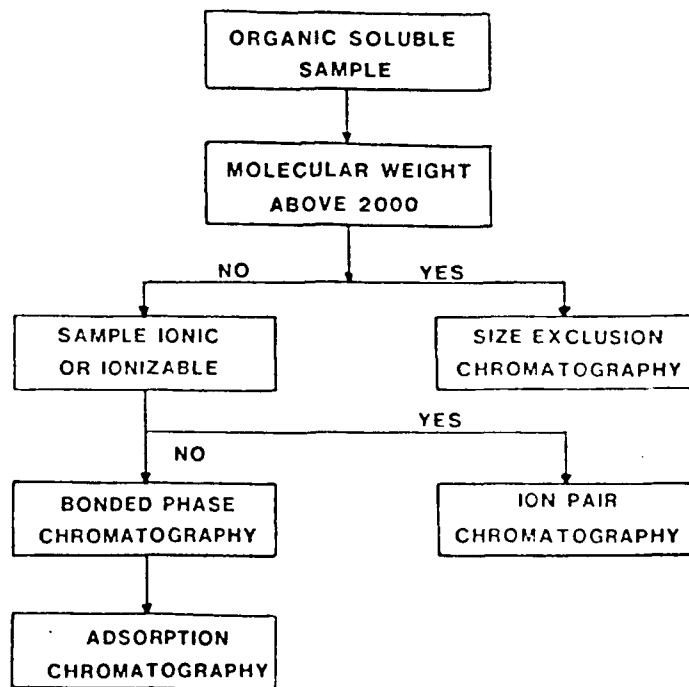 ORGANIC SOLUBLE
SAMPLE
MOLECULAR WEIGHT
ABOVE 2000
NO
YES
SAMPLE IONIC
OR IONIZABLE
SIZE EXCLUSION
CHROMATOGRAPHY
YES
NO
BONDED PHASE
CHROMATOGRAPHY
ION PAIR
CHROMATOGRAPHY
ADSORPTION
CHROMATOGRAPHY